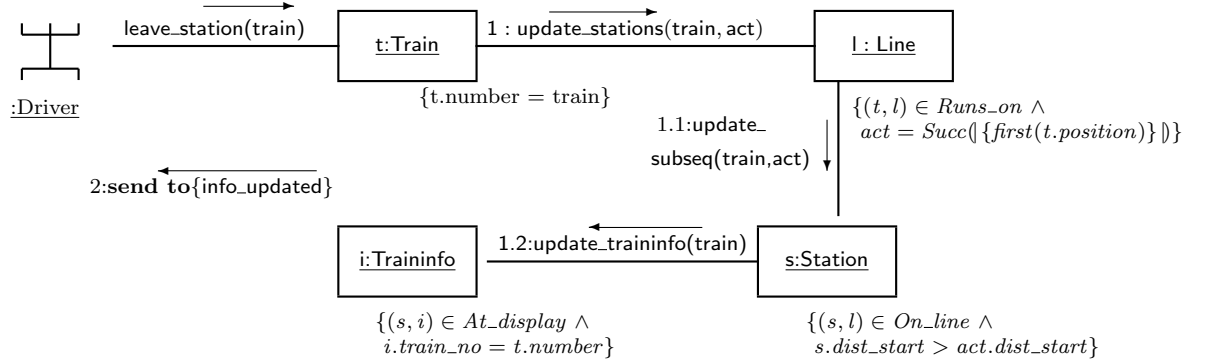 leave_station(train)
t:Train
1 : update_stations(train, act)
l : Line
:Driver
{t.number = train}
{(t, l) ∈ Runs_on ∧
act = Succ⦇{first(t.position)}⦈)}
1.1:update_
subseq(train,act)
2:send to{info_updated}
i:Traininfo
1.2:update_traininfo(train)
s:Station
{(s, i) ∈ At_display ∧
i.train_no = t.number}
{(s, l) ∈ On_line ∧
s.dist_start > act.dist_start}